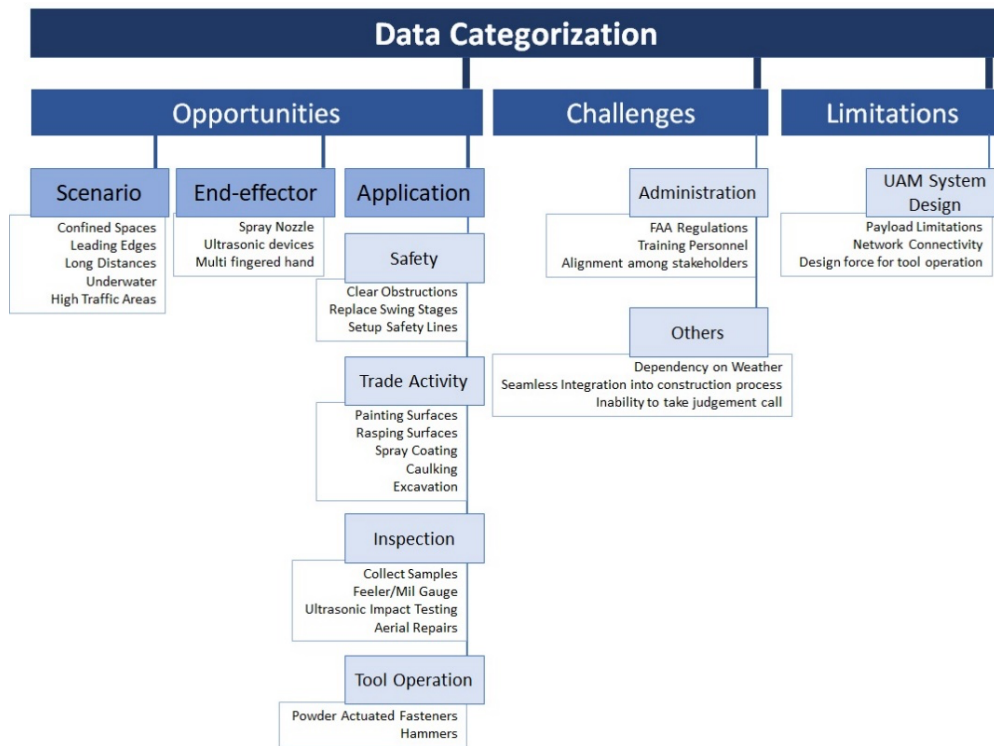 Data Categorization
Opportunities
Challenges
Limitations
Scenario
Confined Spaces
Leading Edges
Long Distances
Underwater
High Traffic Areas
End-effector
Spray Nozzle
Ultrasonic devices
Multi fingered hand
Application
Safety
Clear Obstructions
Replace Swing Stages
Setup Safety Lines
Trade Activity
Painting Surfaces
Rasping Surfaces
Spray Coating
Caulking
Excavation
Inspection
Collect Samples
Feeler/Mil Gauge
Ultrasonic Impact Testing
Aerial Repairs
Tool Operation
Powder Actuated Fasteners
Hammers
Administration
FAA Regulations
Training Personnel
Alignment among stakeholders
Others
Dependency on Weather
Seamless Integration into construction process
Inability to take judgement call
UAM System
Design
Payload Limitations
Network Connectivity
Design force for tool operation